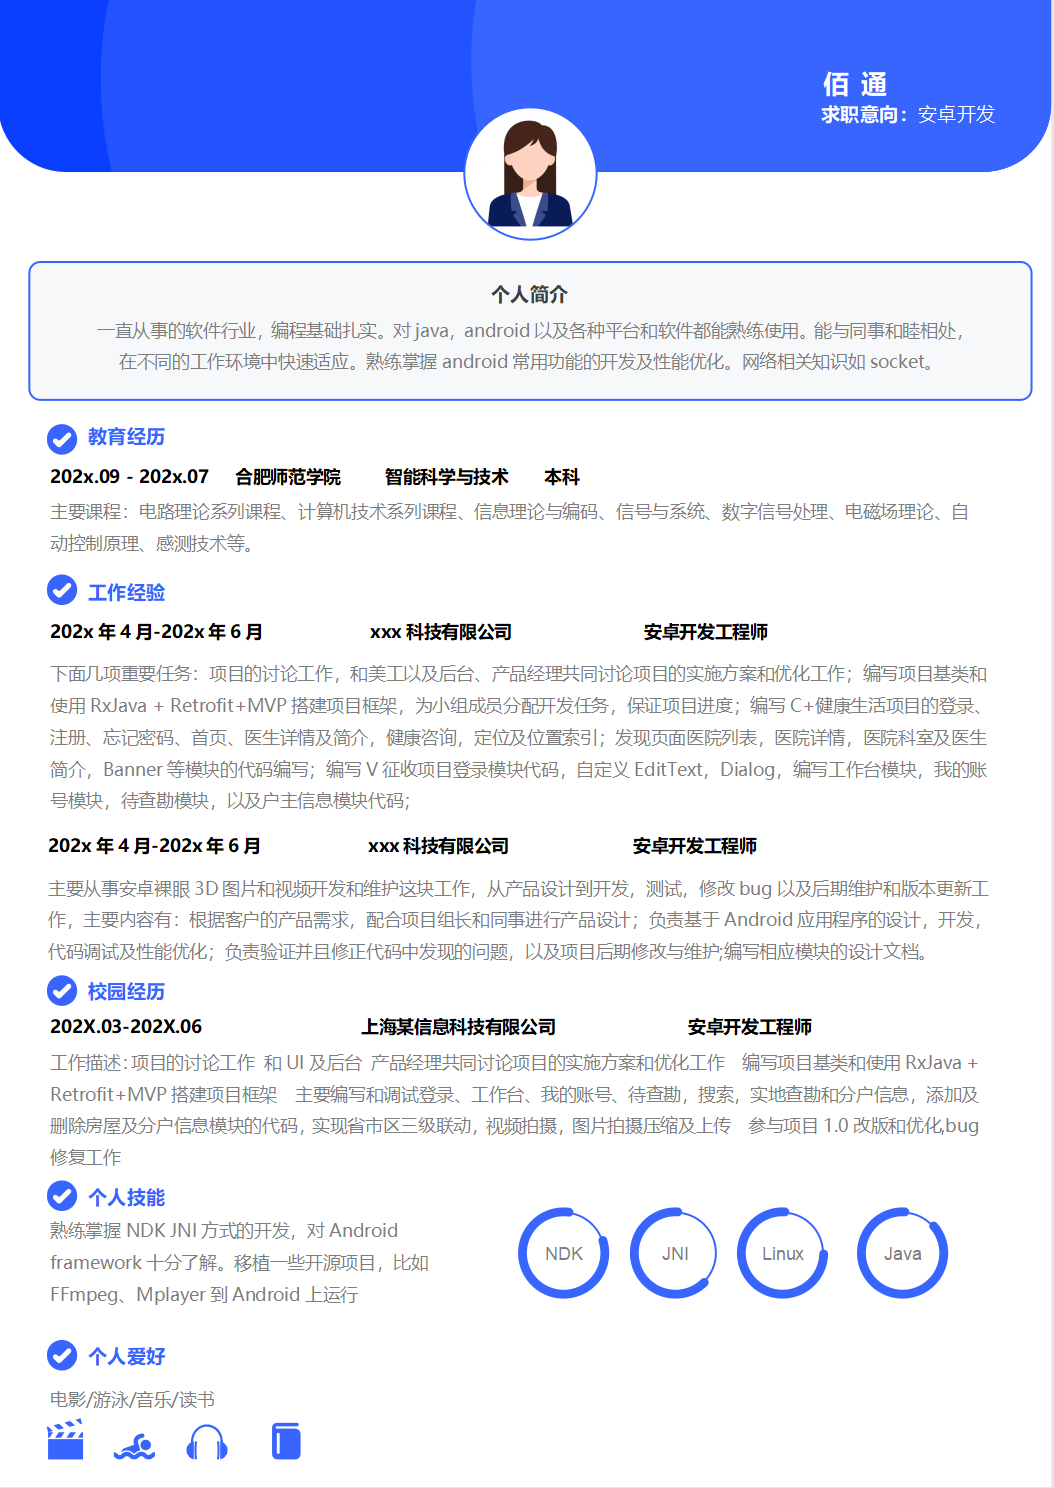 佰 通
求职意向：安卓开发
个人简介
一直从事的软件行业，编程基础扎实。对 java，android 以及各种平台和软件都能熟练使用。能与同事和睦相处，
在不同的工作环境中快速适应。熟练掌握 android 常用功能的开发及性能优化。网络相关知识如 socket。
教育经历
202x.09 - 202x.07 合肥师范学院 智能科学与技术 本科
主要课程：电路理论系列课程、计算机技术系列课程、信息理论与编码、信号与系统、数字信号处理、电磁场理论、自
动控制原理、感测技术等。
工作经验
202x 年 4 月-202x 年 6 月 xxx 科技有限公司 安卓开发工程师
下面几项重要任务：项目的讨论工作，和美工以及后台、产品经理共同讨论项目的实施方案和优化工作；编写项目基类和
使用 RxJava + Retrofit+MVP 搭建项目框架，为小组成员分配开发任务，保证项目进度；编写 C+健康生活项目的登录、
注册、忘记密码、首页、医生详情及简介，健康咨询，定位及位置索引；发现页面医院列表，医院详情，医院科室及医生
简介，Banner 等模块的代码编写；编写 V 征收项目登录模块代码，自定义 EditText，Dialog，编写工作台模块，我的账
号模块，待查勘模块，以及户主信息模块代码；
202x 年 4 月-202x 年 6 月 xxx 科技有限公司 安卓开发工程师
主要从事安卓裸眼 3D 图片和视频开发和维护这块工作，从产品设计到开发，测试，修改 bug 以及后期维护和版本更新工
作，主要内容有：根据客户的产品需求，配合项目组长和同事进行产品设计；负责基于 Android 应用程序的设计，开发，
代码调试及性能优化；负责验证并且修正代码中发现的问题，以及项目后期修改与维护;编写相应模块的设计文档。
校园经历
202X.03-202X.06 上海某信息科技有限公司 安卓开发工程师
工作描述：项目的讨论工作 和 UI 及后台 产品经理共同讨论项目的实施方案和优化工作 编写项目基类和使用 RxJava +
Retrofit+MVP 搭建项目框架 主要编写和调试登录、工作台、我的账号、待查勘，搜索，实地查勘和分户信息，添加及
删除房屋及分户信息模块的代码，实现省市区三级联动，视频拍摄，图片拍摄压缩及上传 参与项目 1.0 改版和优化,bug
修复工作
个人技能
熟练掌握 NDK JNI 方式的开发，对 Android
framework 十分了解。移植一些开源项目，比如
FFmpeg、Mplayer 到 Android 上运行
NDK JNI Linux Java
个人爱好
电影/游泳/音乐/读书